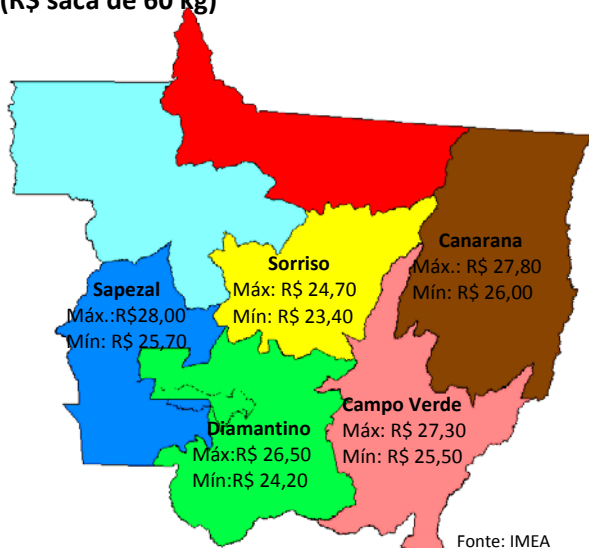 (R$ saca de 60 kg)
Canarana
Máx.: R$ 27,80
Mín: R$ 26,00
Sorriso
Máx: R$ 24,70
Mín: R$ 23,40
Sapezal
Máx.:R$28,00
Mín: R$ 25,70
Campo Verde
Máx: R$ 27,30
Mín: R$ 25,50
Diamantino
Máx:R$ 26,50
Mín:R$ 24,20
Fonte: IMEA